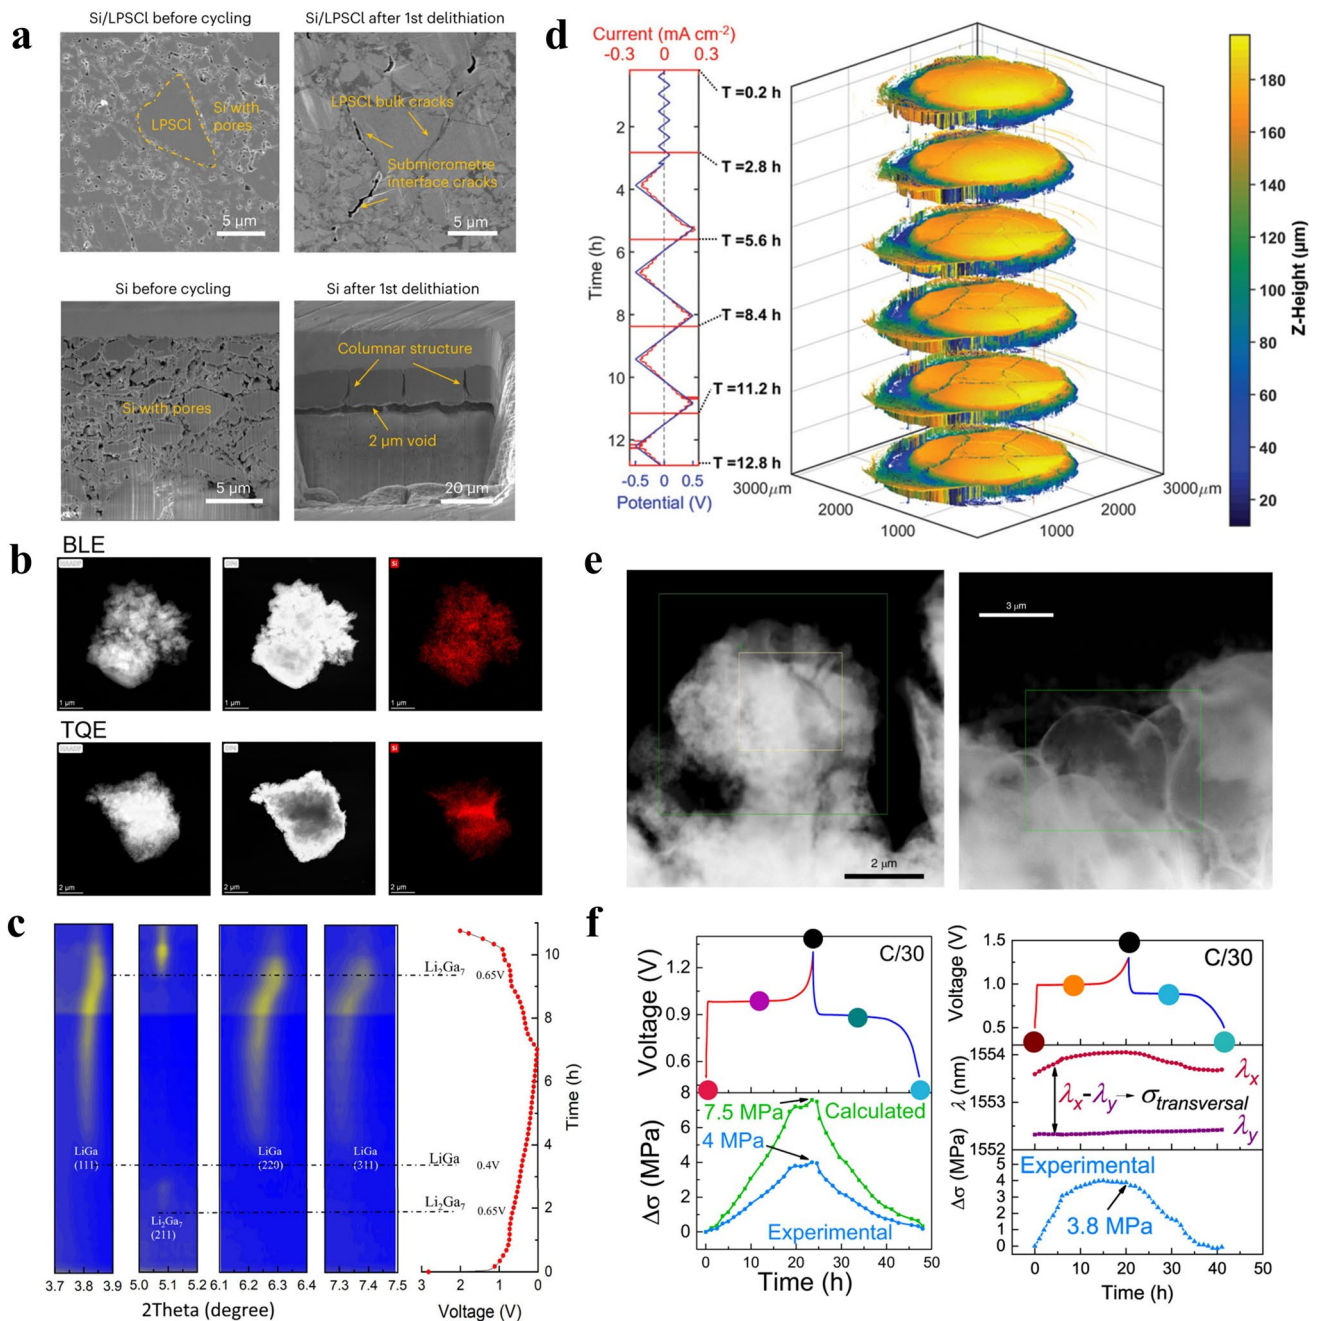 a
Si/LPSCl before cycling
Si/LPSCl after 1st delithiation
LPSCl
Si with
pores
5 μm
LPSCl bulk cracks
Submicrometre
interface cracks
5 μm
Si before cycling
Si after 1st delithiation
Si with pores
5 μm
Columnar structure
2 μm void
20 μm
b
BLE
HAADF
Si
1 μm
1 μm
1 μm
TQE
HAADF
Si
2 μm
2 μm
2 μm
c
LiGa
(111)
Li2Ga7
(211)
LiGa
(220)
LiGa
(311)
Li2Ga7
0.65V
LiGa
0.4V
Li2Ga7
0.65V
10
8
6
4
2
0
Time (h)
3.7 3.8 3.9 5.0 5.1 5.2 6.1 6.2 6.3 6.4 7.3 7.4 7.5
3 2 1 0
2Theta (degree)
Voltage (V)
d
Current (mA cm-2)
-0.3 0 0.3
2
4
6
8
10
12
Time (h)
-0.5 0 0.5
Potential (V)
T =0.2 h
T =2.8 h
T =5.6 h
T =8.4 h
T =11.2 h
T =12.8 h
3000μm
2000
1000
1000
2000
3000μm
180
160
140
120
100
80
60
40
20
Z-Height (μm)
e
2 μm
3 μm
f
C/30
1.2
0.9
0.6
Voltage (V)
8
6
4
2
0
Δσ (MPa)
7.5 MPa
Calculated
4 MPa
Experimental
0 10 20 30 40 50
Time (h)
C/30
1.5
1.0
0.5
Voltage (V)
1554
1553
1552
λ (nm)
λx
λx-λy→ σtransversal
λy
5
4
3
2
1
0
Δσ (MPa)
Experimental
3.8 MPa
0 10 20 30 40 50
Time (h)